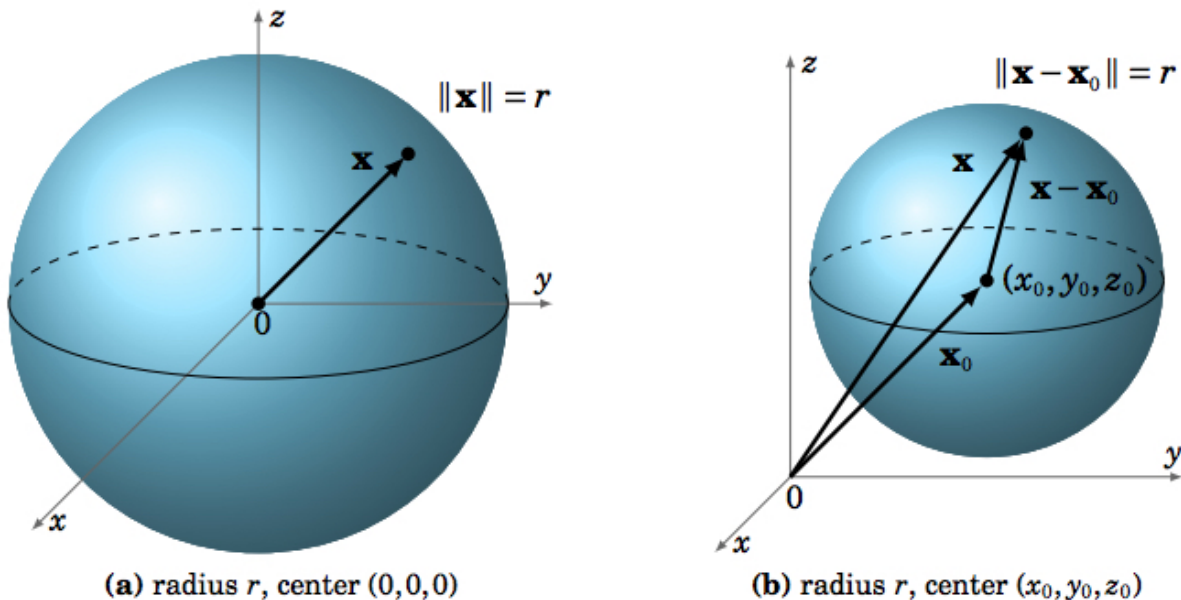 z
‖x‖ = r
x
0
y
x
(a) radius r, center (0,0,0)
z
‖x − x₀‖ = r
x
x − x₀
(x₀, y₀, z₀)
x₀
y
0
x
(b) radius r, center (x₀, y₀, z₀)